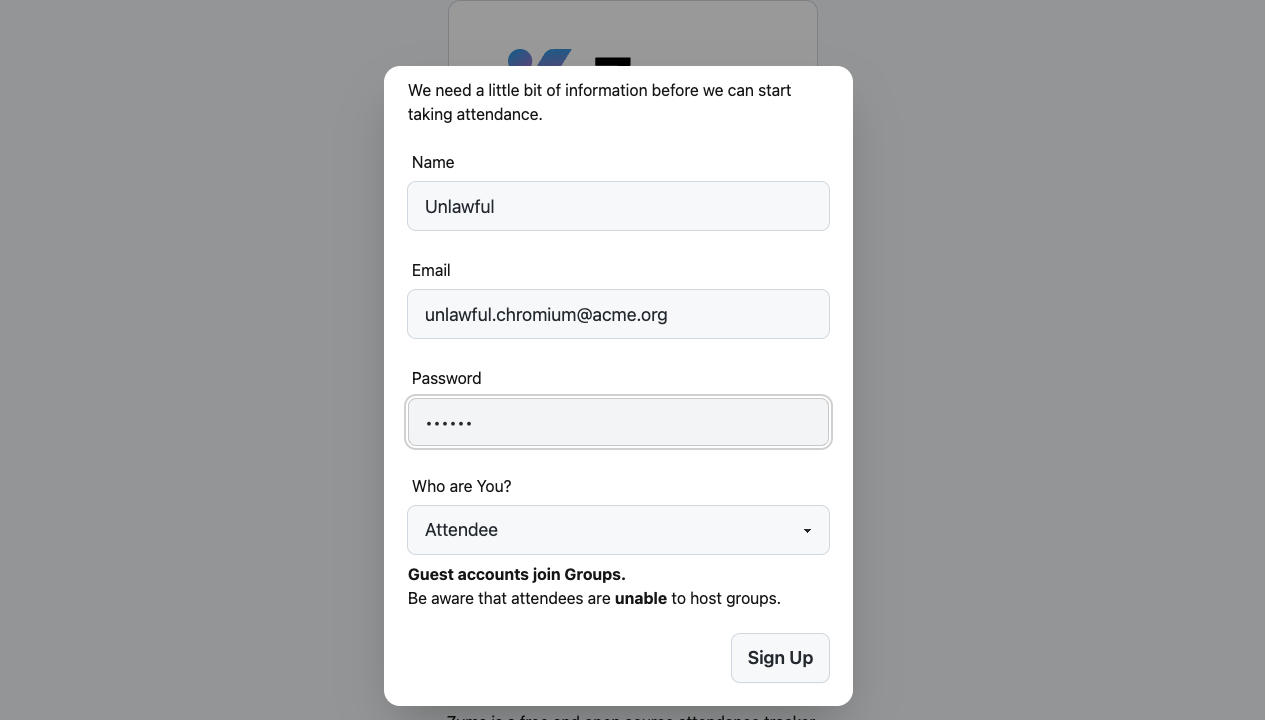 We need a little bit of information before we can start
taking attendance.
Name
Unlawful
Email
unlawful.chromium@acme.org
Password
••••••
Who are You?
Attendee
Guest accounts join Groups.
Be aware that attendees are unable to host groups.
Sign Up